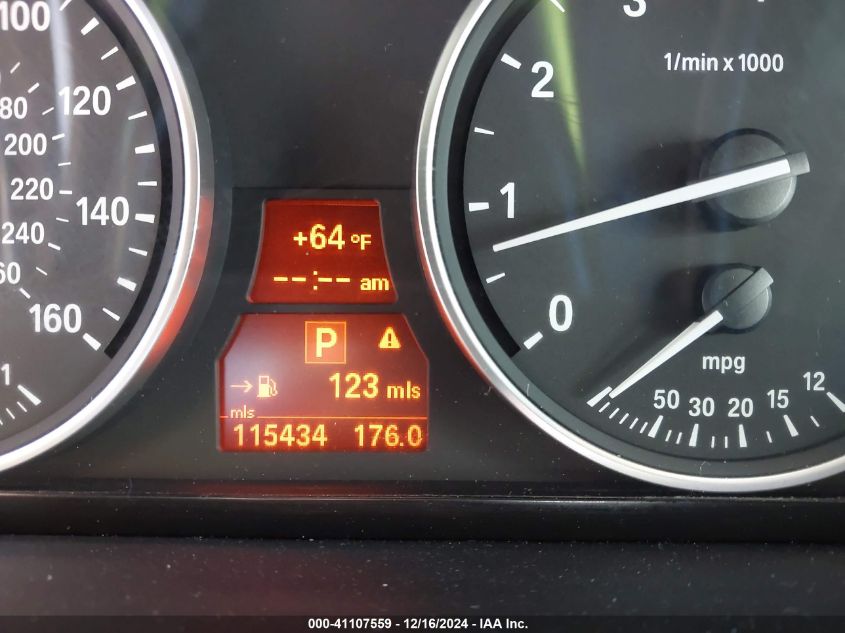 100
120
140
160
80
200
220
240
60
1
+64 °F
--:-- am
P
→ 123 mls
mls
115434 176.0
3
1/min x 1000
2
1
0
mpg
50 30 20 15 12
000-41107559 - 12/16/2024 - IAA Inc.